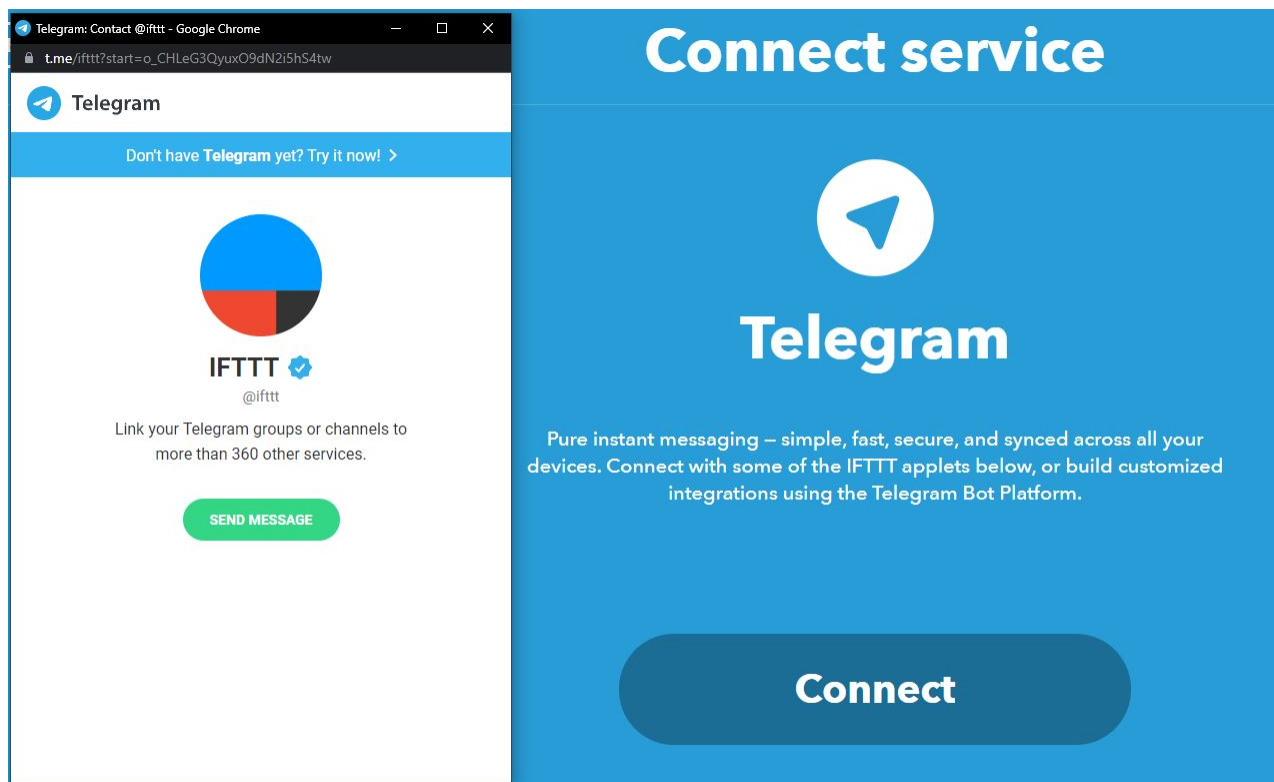 Telegram: Contact @ifttt - Google Chrome
t.me/ifttt?start=o_CHLeG3QyuxO9dN2i5hS4tw
Telegram
Don't have Telegram yet? Try it now!
IFTTT
@ifttt
Link your Telegram groups or channels to
more than 360 other services.
SEND MESSAGE
Connect service
Telegram
Pure instant messaging – simple, fast, secure, and synced across all your
devices. Connect with some of the IFTTT applets below, or build customized
integrations using the Telegram Bot Platform.
Connect